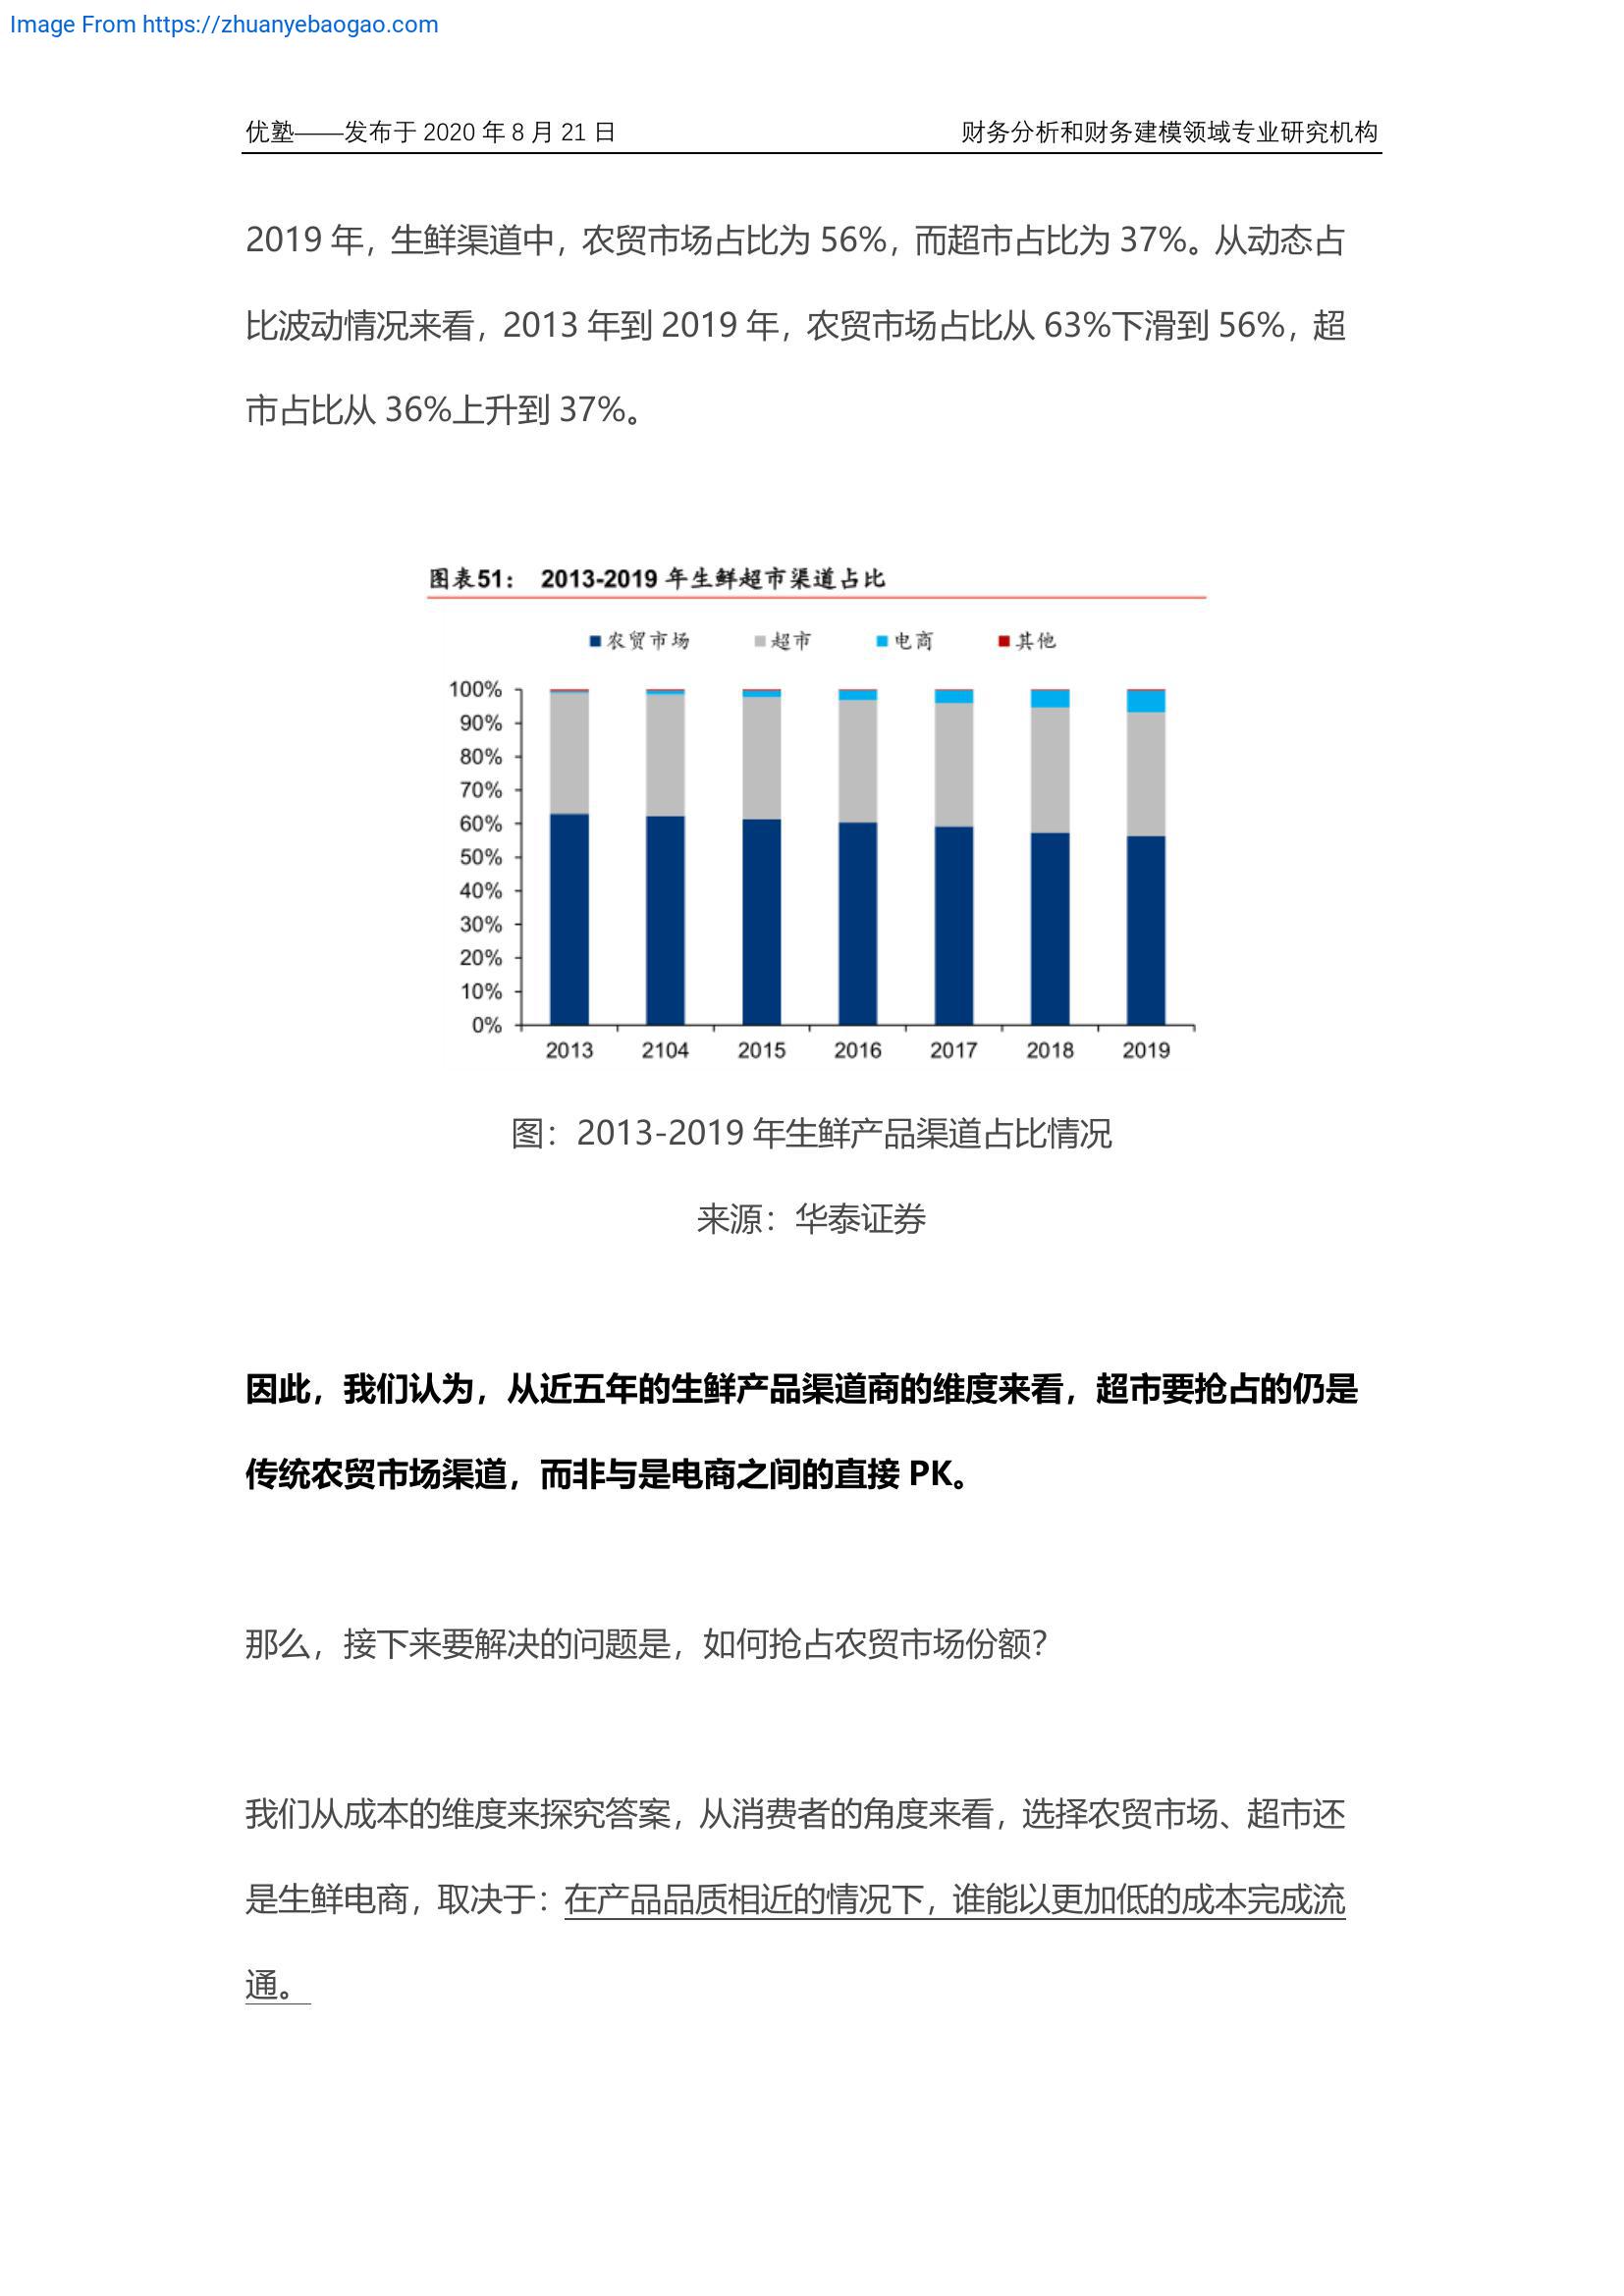 Image From https://zhuanyebaogao.com
优塾——发布于 2020 年 8 月 21 日 财务分析和财务建模领域专业研究机构
2019 年，生鲜渠道中，农贸市场占比为 56%，而超市占比为 37%。从动态占
比波动情况来看，2013 年到 2019 年，农贸市场占比从 63%下滑到 56%，超
市占比从 36%上升到 37%。
图表51： 2013-2019 年生鲜超市渠道占比
农贸市场 超市 电商 其他
100%
90%
80%
70%
60%
50%
40%
30%
20%
10%
0%
2013 2104 2015 2016 2017 2018 2019
图：2013-2019 年生鲜产品渠道占比情况
来源：华泰证券
因此，我们认为，从近五年的生鲜产品渠道商的维度来看，超市要抢占的仍是
传统农贸市场渠道，而非与是电商之间的直接 PK。
那么，接下来要解决的问题是，如何抢占农贸市场份额？
我们从成本的维度来探究答案，从消费者的角度来看，选择农贸市场、超市还
是生鲜电商，取决于：在产品品质相近的情况下，谁能以更加低的成本完成流
通。